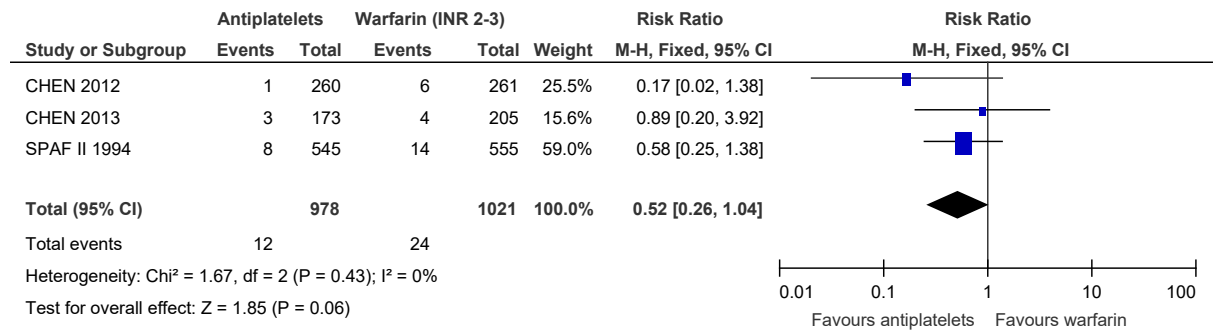 Antiplatelets Warfarin (INR 2-3) Risk Ratio Risk Ratio
Study or Subgroup Events Total Events Total Weight M-H, Fixed, 95% CI M-H, Fixed, 95% CI
CHEN 2012 1 260 6 261 25.5% 0.17 [0.02, 1.38]
CHEN 2013 3 173 4 205 15.6% 0.89 [0.20, 3.92]
SPAF II 1994 8 545 14 555 59.0% 0.58 [0.25, 1.38]
Total (95% CI) 978 1021 100.0% 0.52 [0.26, 1.04]
Total events 12 24
Heterogeneity: Chi² = 1.67, df = 2 (P = 0.43); I² = 0%
Test for overall effect: Z = 1.85 (P = 0.06)
0.01 0.1 1 10 100
Favours antiplatelets Favours warfarin